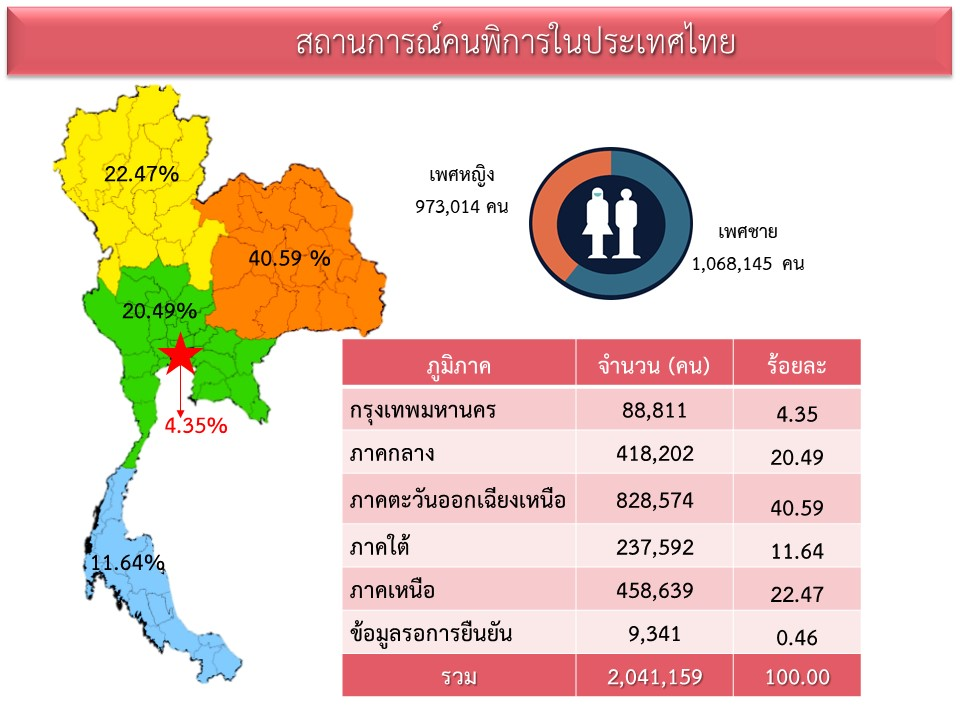 สถานการณ์คนพิการในประเทศไทย
22.47%
40.59 %
20.49%
4.35%
11.64%
เพศหญิง
973,014 คน
เพศชาย
1,068,145 คน
ภูมิภาค จำนวน (คน) ร้อยละ
กรุงเทพมหานคร 88,811 4.35
ภาคกลาง 418,202 20.49
ภาคตะวันออกเฉียงเหนือ 828,574 40.59
ภาคใต้ 237,592 11.64
ภาคเหนือ 458,639 22.47
ข้อมูลรอการยืนยัน 9,341 0.46
รวม 2,041,159 100.00